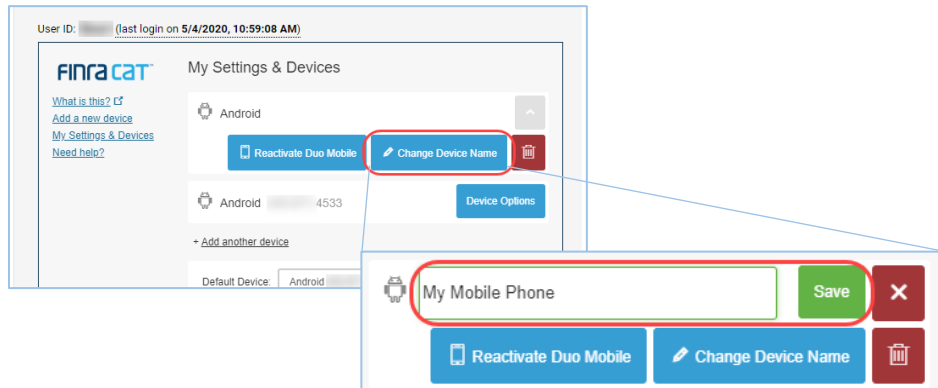 User ID: (last login on 5/4/2020, 10:59:08 AM)
FINra CaT
What is this?
Add a new device
My Settings & Devices
Need help?
My Settings & Devices
Android
Reactivate Duo Mobile
Change Device Name
Android 4533
Device Options
+ Add another device
Default Device: Android
My Mobile Phone
Save
Reactivate Duo Mobile
Change Device Name